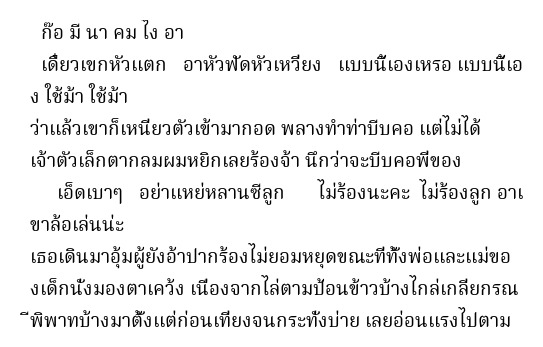 ก๊อ มี นา คม ไง อา
เดี๋ยวเขกหัวแตก อาหัวฟัดหัวเหวี่ยง แบบนี้เองเหรอ แบบนี้เอ
ง ใช้ม้า ใช้ม้า
ว่าแล้วเขาก็เหนี่ยวตัวเข้ามากอด พลางทำท่าบีบคอ แต่ไม่ได้
เจ้าตัวเล็กตากลมผมหยิกเลยร้องจ้า นึกว่าจะบีบคอพี่ของ
เอ็ดเบาๆ อย่าแหย่หลานซีลูก ไม่ร้องนะคะ ไม่ร้องลูก อาเ
ขาล้อเล่นน่ะ
เธอเดินมาอุ้มผู้ยังอ้าปากร้องไม่ยอมหยุดขณะที่ทั้งพ่อและแม่ขอ
งเด็กนั่งมองตาเคว้ง เนื่องจากไล่ตามป้อนข้าวบ้างไกล่เกลี่ยกรณ
ีพิพาทบ้างมาตั้งแต่ก่อนเที่ยงจนกระทั่งบ่าย เลยอ่อนแรงไปตาม